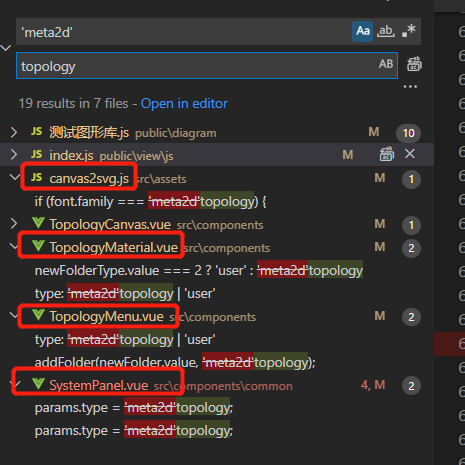 'meta2d'
Aa ab .*
topology
AB
...
19 results in 7 files - Open in editor
JS 测试图形库.js public\diagram M 10
JS index.js public\view\js M
JS canvas2svg.js src\assets M 1
if (font.family === 'meta2d'topology) {
TopologyCanvas.vue src\components M 1
TopologyMaterial.vue src\components M 2
newFolderType.value === 2 ? 'user' : 'meta2d'topology
type: 'meta2d'topology | 'user'
TopologyMenu.vue src\components M 2
type: 'meta2d'topology | 'user'
addFolder(newFolder.value, 'meta2d'topology);
SystemPanel.vue src\components\common 4, M 2
params.type = 'meta2d'topology;
params.type = 'meta2d'topology;